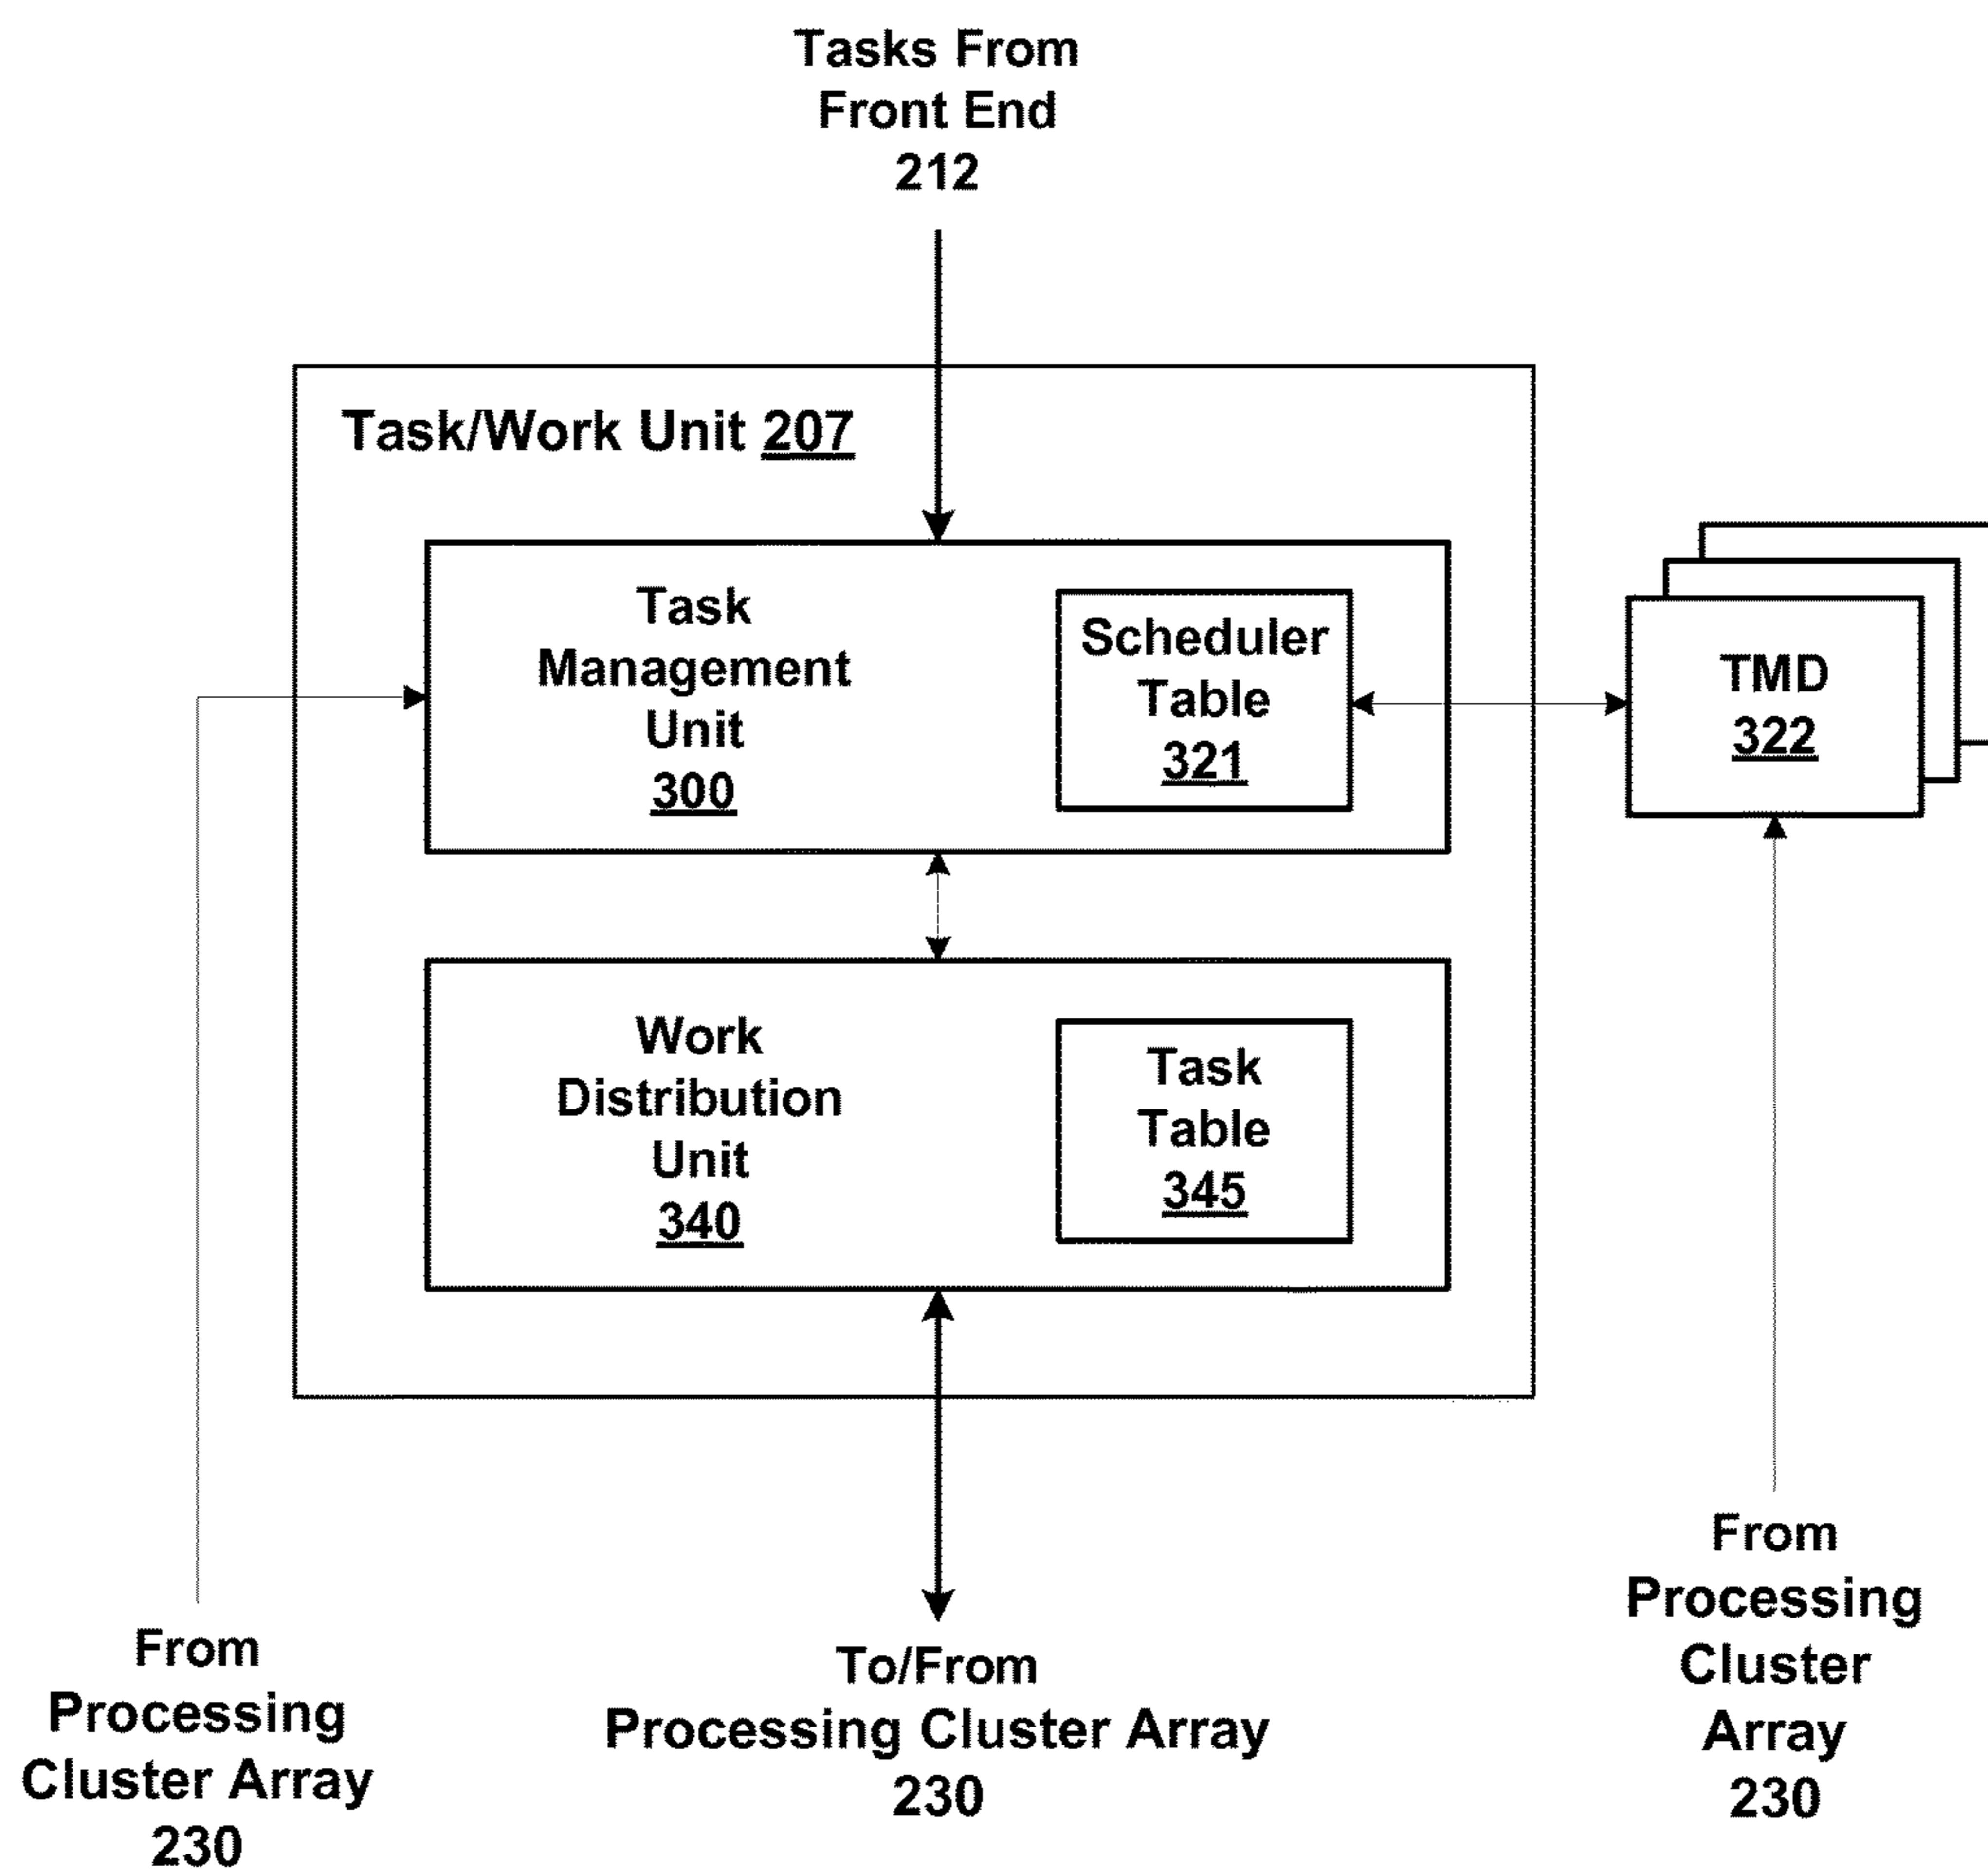 Tasks From
Front End
212
Task/Work Unit 207
Task
Management
Unit
300
Scheduler
Table
321
TMD
322
Work
Distribution
Unit
340
Task
Table
345
From
Processing
Cluster Array
230
To/From
Processing Cluster Array
230
From
Processing
Cluster
Array
230